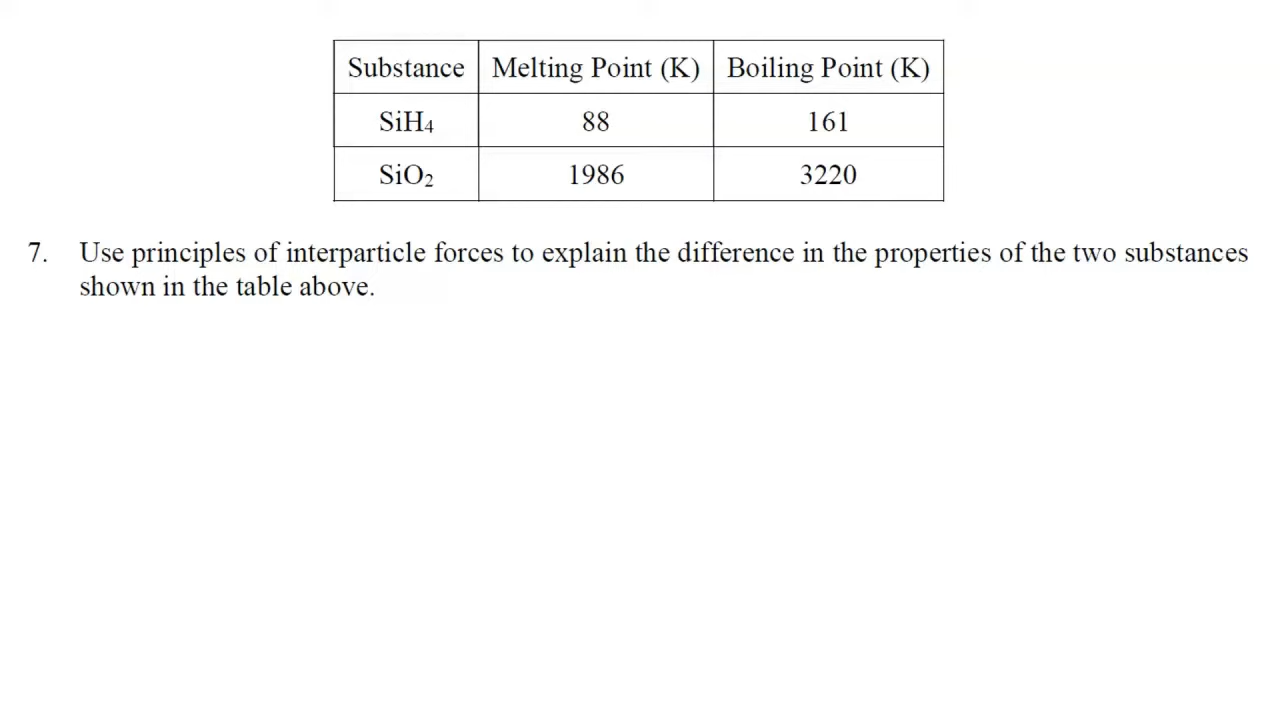 Substance Melting Point (K) Boiling Point (K)
SiH₄ 88 161
SiO₂ 1986 3220
7. Use principles of interparticle forces to explain the difference in the properties of the two substances
shown in the table above.